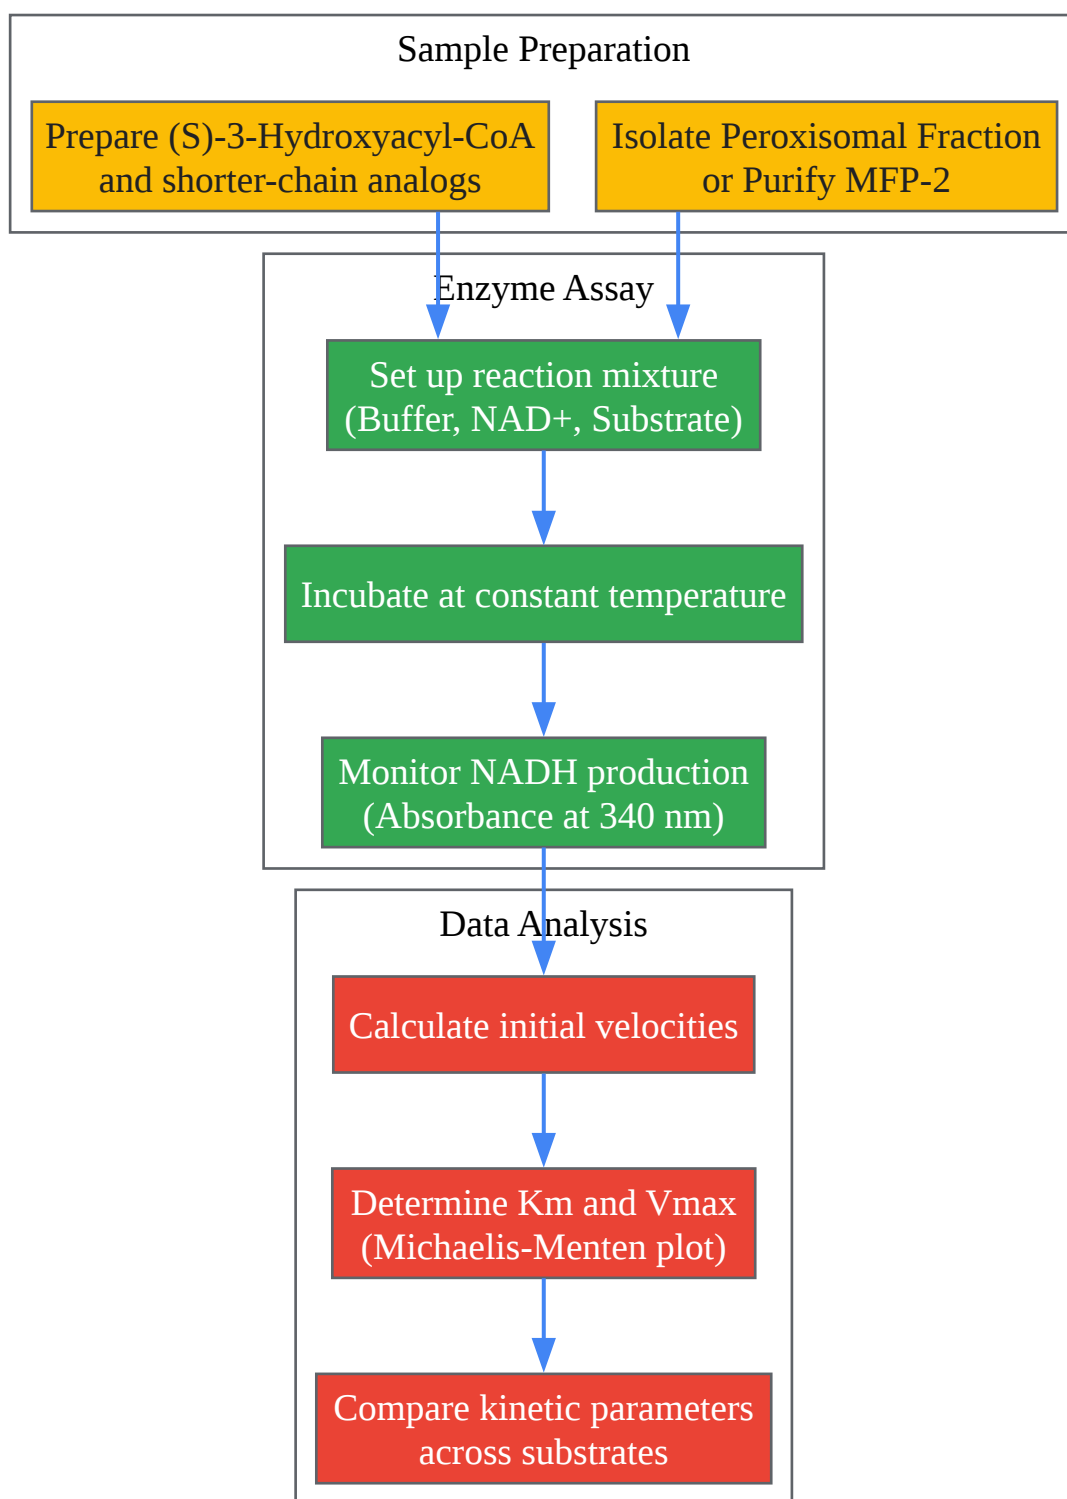 Sample Preparation
Prepare (S)-3-Hydroxyacyl-CoA
and shorter-chain analogs
Isolate Peroxisomal Fraction
or Purify MFP-2
Enzyme Assay
Set up reaction mixture
(Buffer, NAD+, Substrate)
Incubate at constant temperature
Monitor NADH production
(Absorbance at 340 nm)
Data Analysis
Calculate initial velocities
Determine Km and Vmax
(Michaelis-Menten plot)
Compare kinetic parameters
across substrates